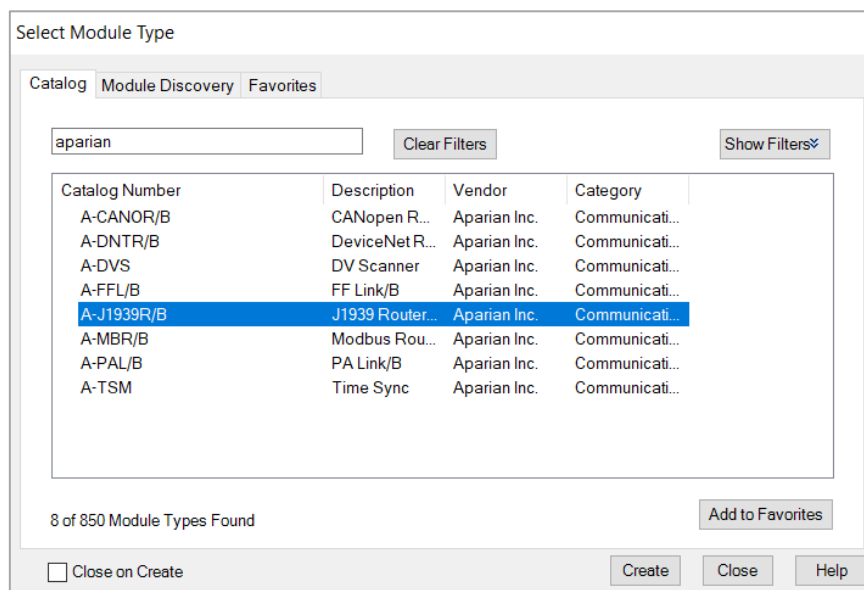 Select Module Type
Catalog Module Discovery Favorites
aparian Clear Filters Show Filters
Catalog Number Description Vendor Category
A-CANOR/B CANopen R... Aparian Inc. Communicati...
A-DNTR/B DeviceNet R... Aparian Inc. Communicati...
A-DVS DV Scanner Aparian Inc. Communicati...
A-FFL/B FF Link/B Aparian Inc. Communicati...
A-J1939R/B J1939 Router... Aparian Inc. Communicati...
A-MBR/B Modbus Rou... Aparian Inc. Communicati...
A-PAL/B PA Link/B Aparian Inc. Communicati...
A-TSM Time Sync Aparian Inc. Communicati...
8 of 850 Module Types Found Add to Favorites
Close on Create Create Close Help